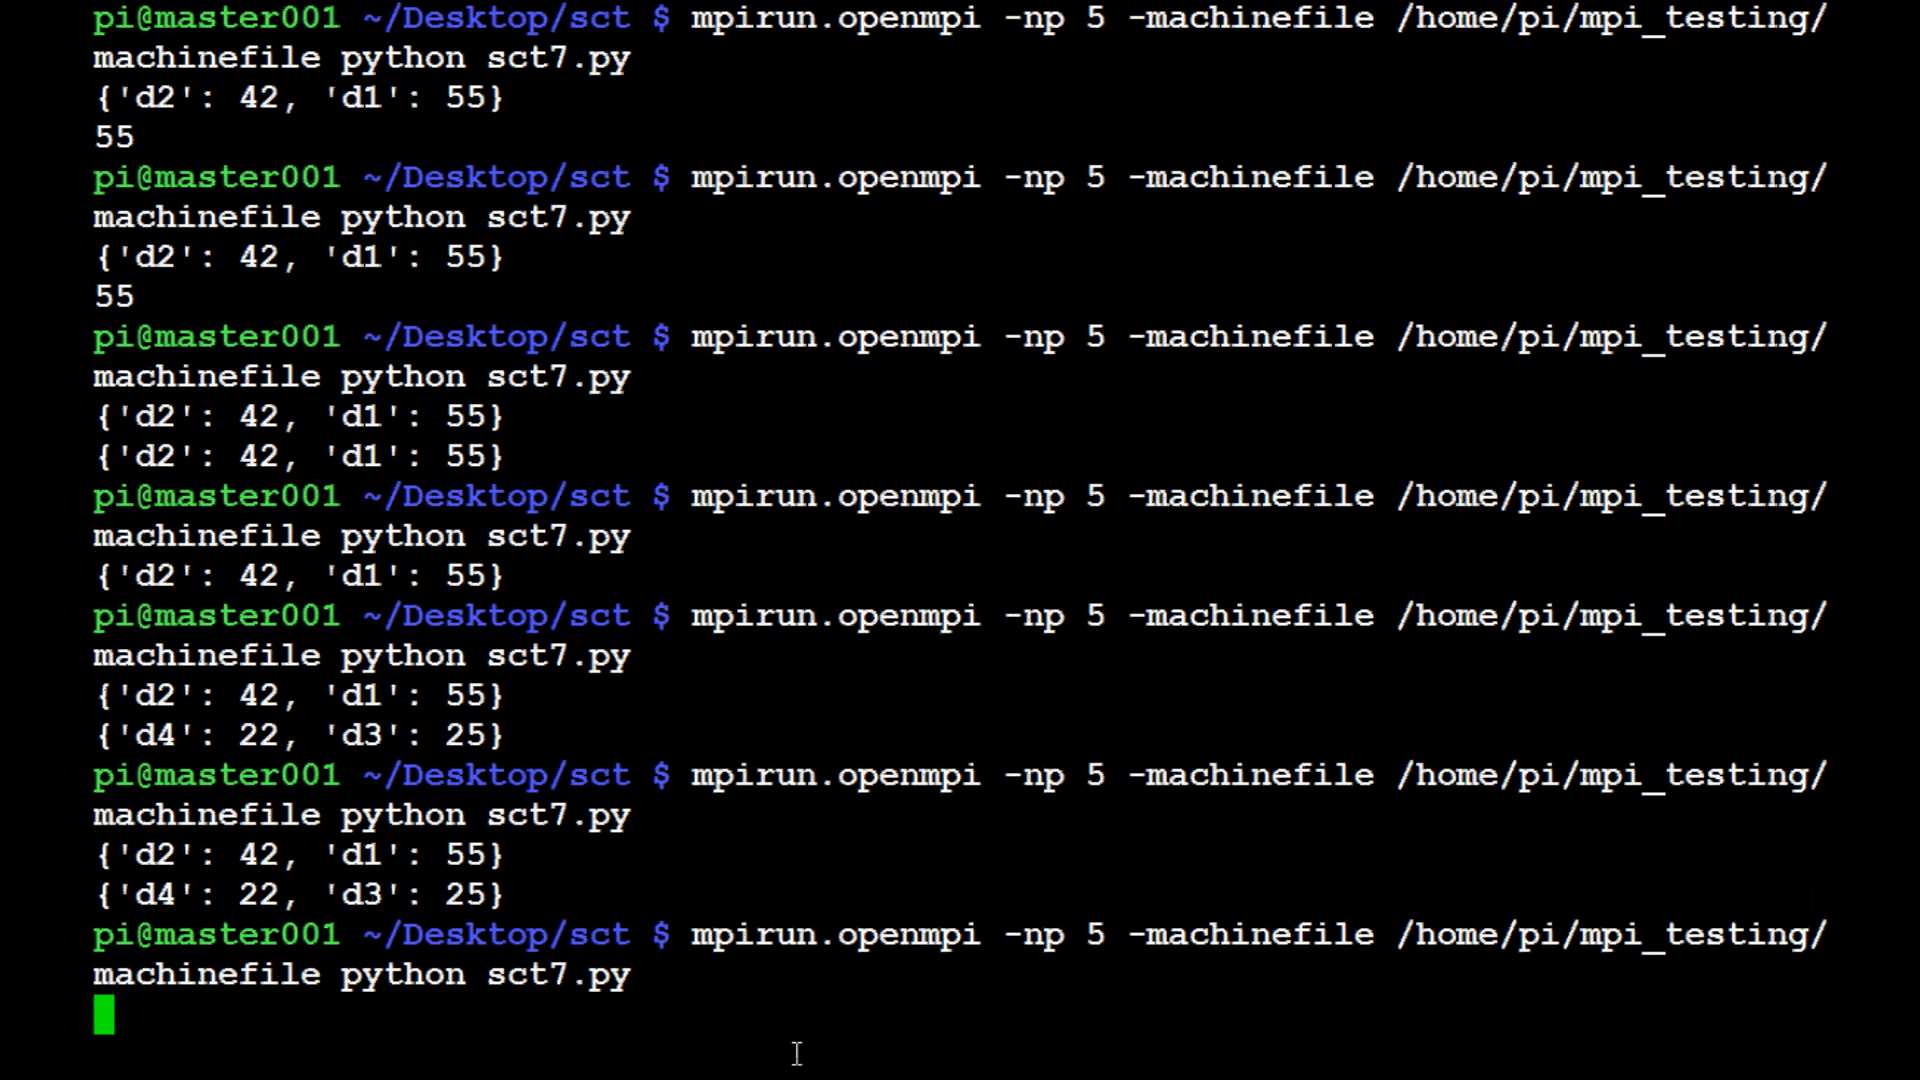 pi@master001 ~/Desktop/sct $ mpirun.openmpi -np 5 -machinefile /home/pi/mpi_testing/
machinefile python sct7.py
{'d2': 42, 'd1': 55}
55
pi@master001 ~/Desktop/sct $ mpirun.openmpi -np 5 -machinefile /home/pi/mpi_testing/
machinefile python sct7.py
{'d2': 42, 'd1': 55}
55
pi@master001 ~/Desktop/sct $ mpirun.openmpi -np 5 -machinefile /home/pi/mpi_testing/
machinefile python sct7.py
{'d2': 42, 'd1': 55}
{'d2': 42, 'd1': 55}
pi@master001 ~/Desktop/sct $ mpirun.openmpi -np 5 -machinefile /home/pi/mpi_testing/
machinefile python sct7.py
{'d2': 42, 'd1': 55}
pi@master001 ~/Desktop/sct $ mpirun.openmpi -np 5 -machinefile /home/pi/mpi_testing/
machinefile python sct7.py
{'d2': 42, 'd1': 55}
{'d4': 22, 'd3': 25}
pi@master001 ~/Desktop/sct $ mpirun.openmpi -np 5 -machinefile /home/pi/mpi_testing/
machinefile python sct7.py
{'d2': 42, 'd1': 55}
{'d4': 22, 'd3': 25}
pi@master001 ~/Desktop/sct $ mpirun.openmpi -np 5 -machinefile /home/pi/mpi_testing/
machinefile python sct7.py